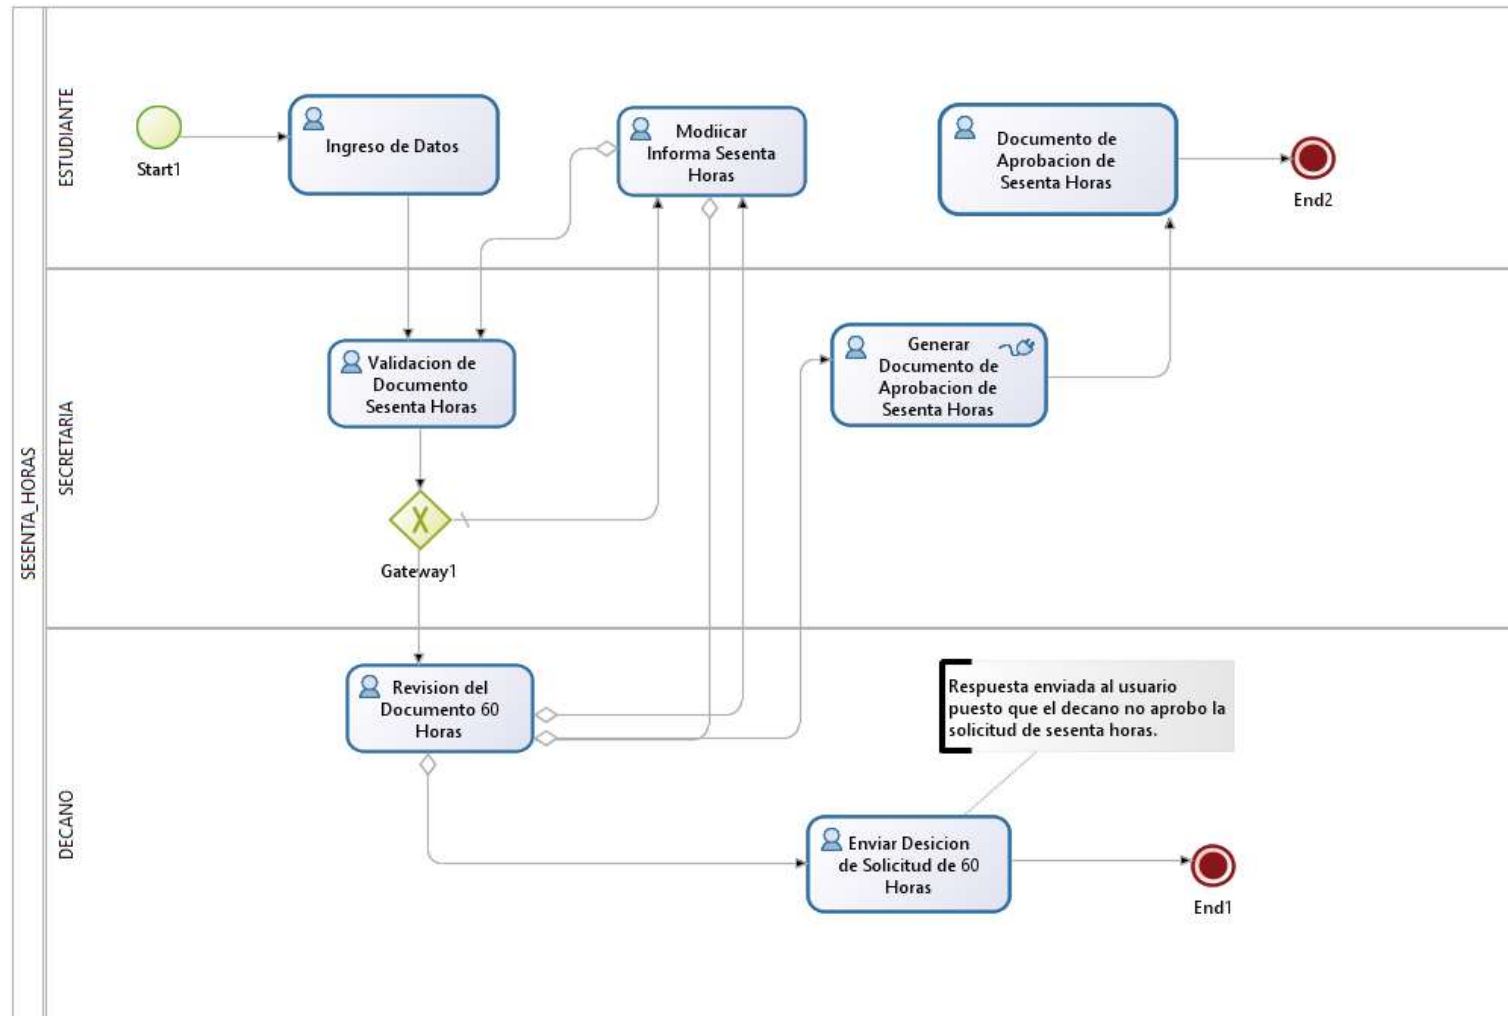 SESENTA_HORAS
ESTUDIANTE
Start1
Ingreso de Datos
Modiicar
Informa Sesenta
Horas
Documento de
Aprobacion de
Sesenta Horas
End2
SECRETARIA
Validacion de
Documento
Sesenta Horas
Generar
Documento de
Aprobacion de
Sesenta Horas
X
Gateway1
DECANO
Revision del
Documento 60
Horas
Respuesta enviada al usuario
puesto que el decano no aprobo la
solicitud de sesenta horas.
Enviar Desicion
de Solicitud de 60
Horas
End1